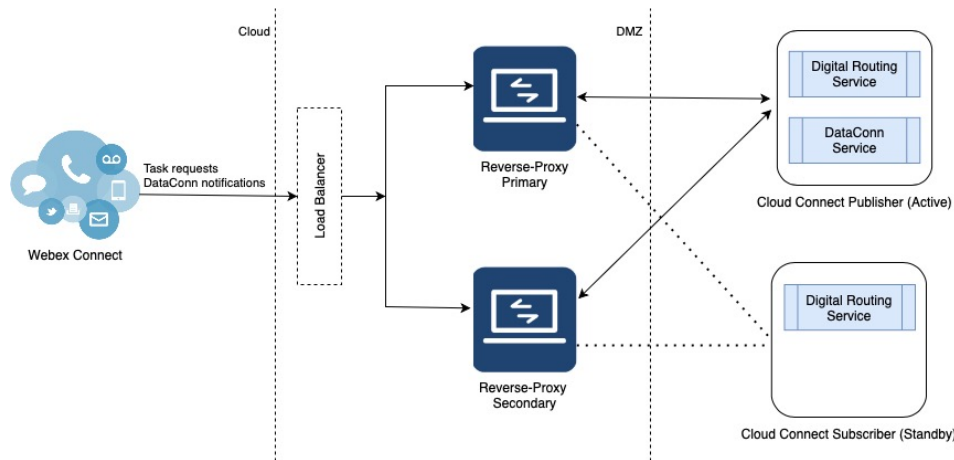 Cloud
DMZ
Task requests
DataConn notifications
Webex Connect
Load Balancer
Reverse-Proxy
Primary
Reverse-Proxy
Secondary
Digital Routing
Service
DataConn
Service
Cloud Connect Publisher (Active)
Digital Routing
Service
Cloud Connect Subscriber (Standby)